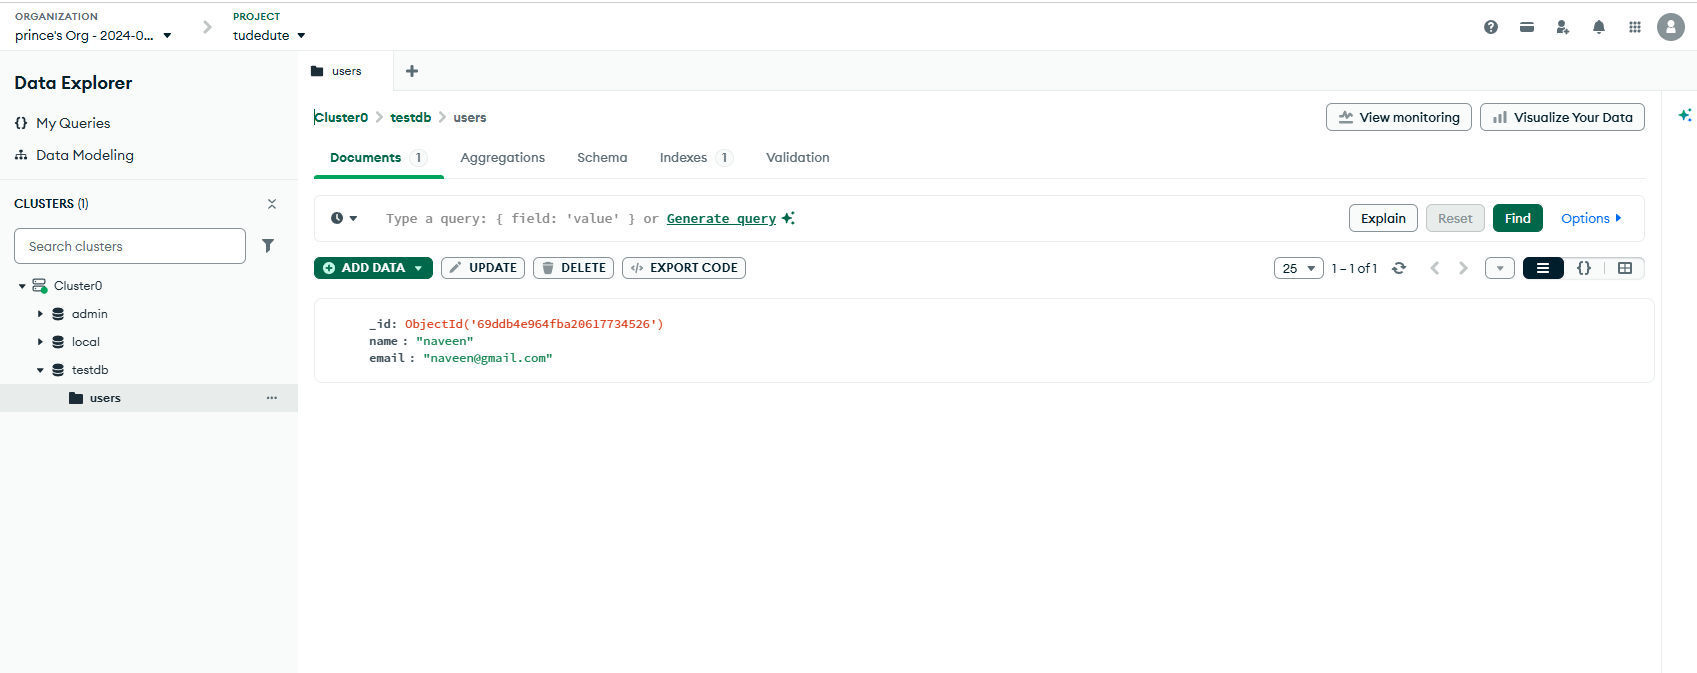 ORGANIZATION
prince's Org - 2024-0...
PROJECT
tudedute
Data Explorer
My Queries
Data Modeling
CLUSTERS (1)
Search clusters
Cluster0
admin
local
testdb
users
users
Cluster0 > testdb > users
View monitoring
Visualize Your Data
Documents 1 Aggregations Schema Indexes 1 Validation
Type a query: { field: 'value' } or Generate query
Explain Reset Find Options
ADD DATA UPDATE DELETE EXPORT CODE
25 1 – 1 of 1
_id: ObjectId('69ddb4e964fba20617734526')
name : "naveen"
email : "naveen@gmail.com"